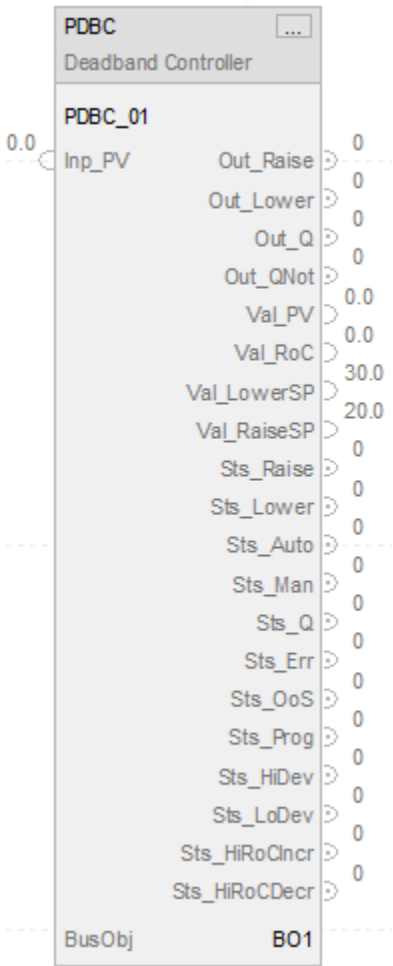 PDBC ...
Deadband Controller
PDBC_01
0.0 Inp_PV Out_Raise 0
Out_Lower 0
Out_Q 0
Out_QNot 0
Val_PV 0.0
Val_RoC 0.0
Val_LowerSP 30.0
Val_RaiseSP 20.0
Sts_Raise 0
Sts_Lower 0
Sts_Auto 0
Sts_Man 0
Sts_Q 0
Sts_Err 0
Sts_OoS 0
Sts_Prog 0
Sts_HiDev 0
Sts_LoDev 0
Sts_HiRoCIncr 0
Sts_HiRoCDecr 0
BusObj BO1